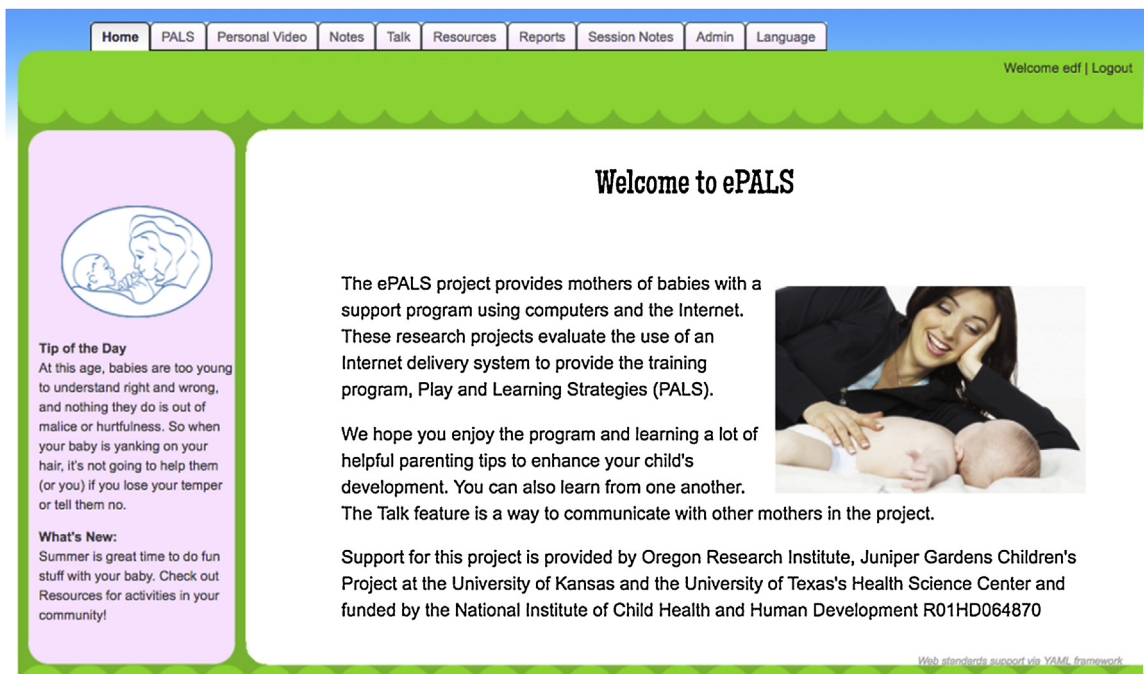 Home PALS Personal Video Notes Talk Resources Reports Session Notes Admin Language
Welcome edf | Logout
Tip of the Day
At this age, babies are too young
to understand right and wrong,
and nothing they do is out of
malice or hurtfulness. So when
your baby is yanking on your
hair, it's not going to help them
(or you) if you lose your temper
or tell them no.
What's New:
Summer is great time to do fun
stuff with your baby. Check out
Resources for activities in your
community!
Welcome to ePALS
The ePALS project provides mothers of babies with a
support program using computers and the Internet.
These research projects evaluate the use of an
Internet delivery system to provide the training
program, Play and Learning Strategies (PALS).
We hope you enjoy the program and learning a lot of
helpful parenting tips to enhance your child's
development. You can also learn from one another.
The Talk feature is a way to communicate with other mothers in the project.
Support for this project is provided by Oregon Research Institute, Juniper Gardens Children's
Project at the University of Kansas and the University of Texas's Health Science Center and
funded by the National Institute of Child Health and Human Development R01HD064870
Web standards support via YAML framework